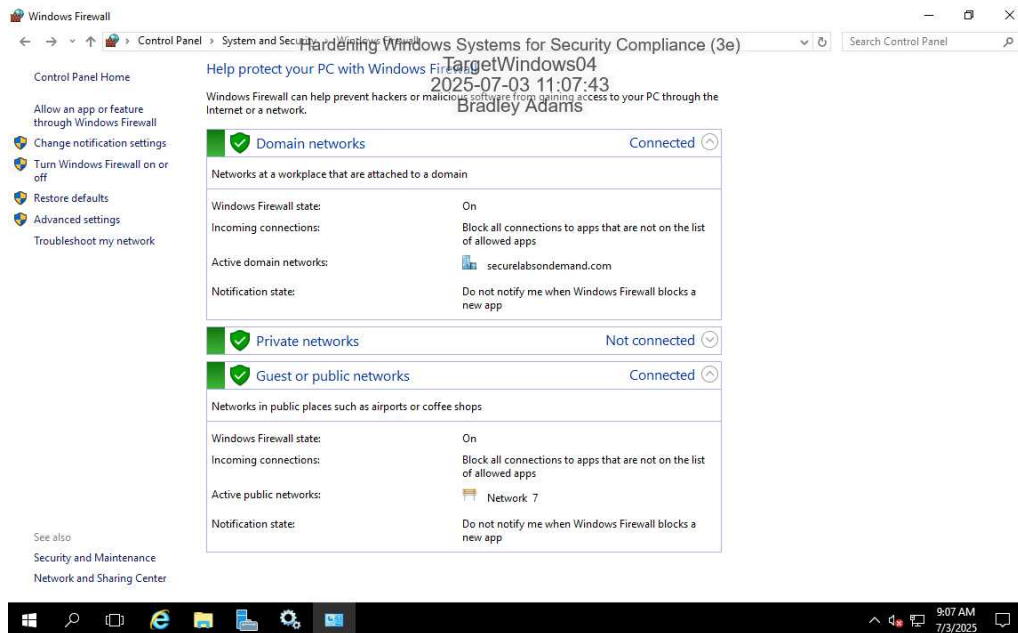 Windows Firewall
Control Panel > System and Security > Windows Firewall
Search Control Panel
Hardening Windows Systems for Security Compliance (3e)
TargetWindows04
2025-07-03 11:07:43
Bradley Adams
Control Panel Home
Allow an app or feature
through Windows Firewall
Change notification settings
Turn Windows Firewall on or
off
Restore defaults
Advanced settings
Troubleshoot my network
Help protect your PC with Windows Firewall
Windows Firewall can help prevent hackers or malicious software from gaining access to your PC through the
Internet or a network.
Domain networks Connected
Networks at a workplace that are attached to a domain
Windows Firewall state: On
Incoming connections: Block all connections to apps that are not on the list
of allowed apps
Active domain networks: securelabsondemand.com
Notification state: Do not notify me when Windows Firewall blocks a
new app
Private networks Not connected
Guest or public networks Connected
Networks in public places such as airports or coffee shops
Windows Firewall state: On
Incoming connections: Block all connections to apps that are not on the list
of allowed apps
Active public networks: Network 7
Notification state: Do not notify me when Windows Firewall blocks a
new app
See also
Security and Maintenance
Network and Sharing Center
9:07 AM
7/3/2025